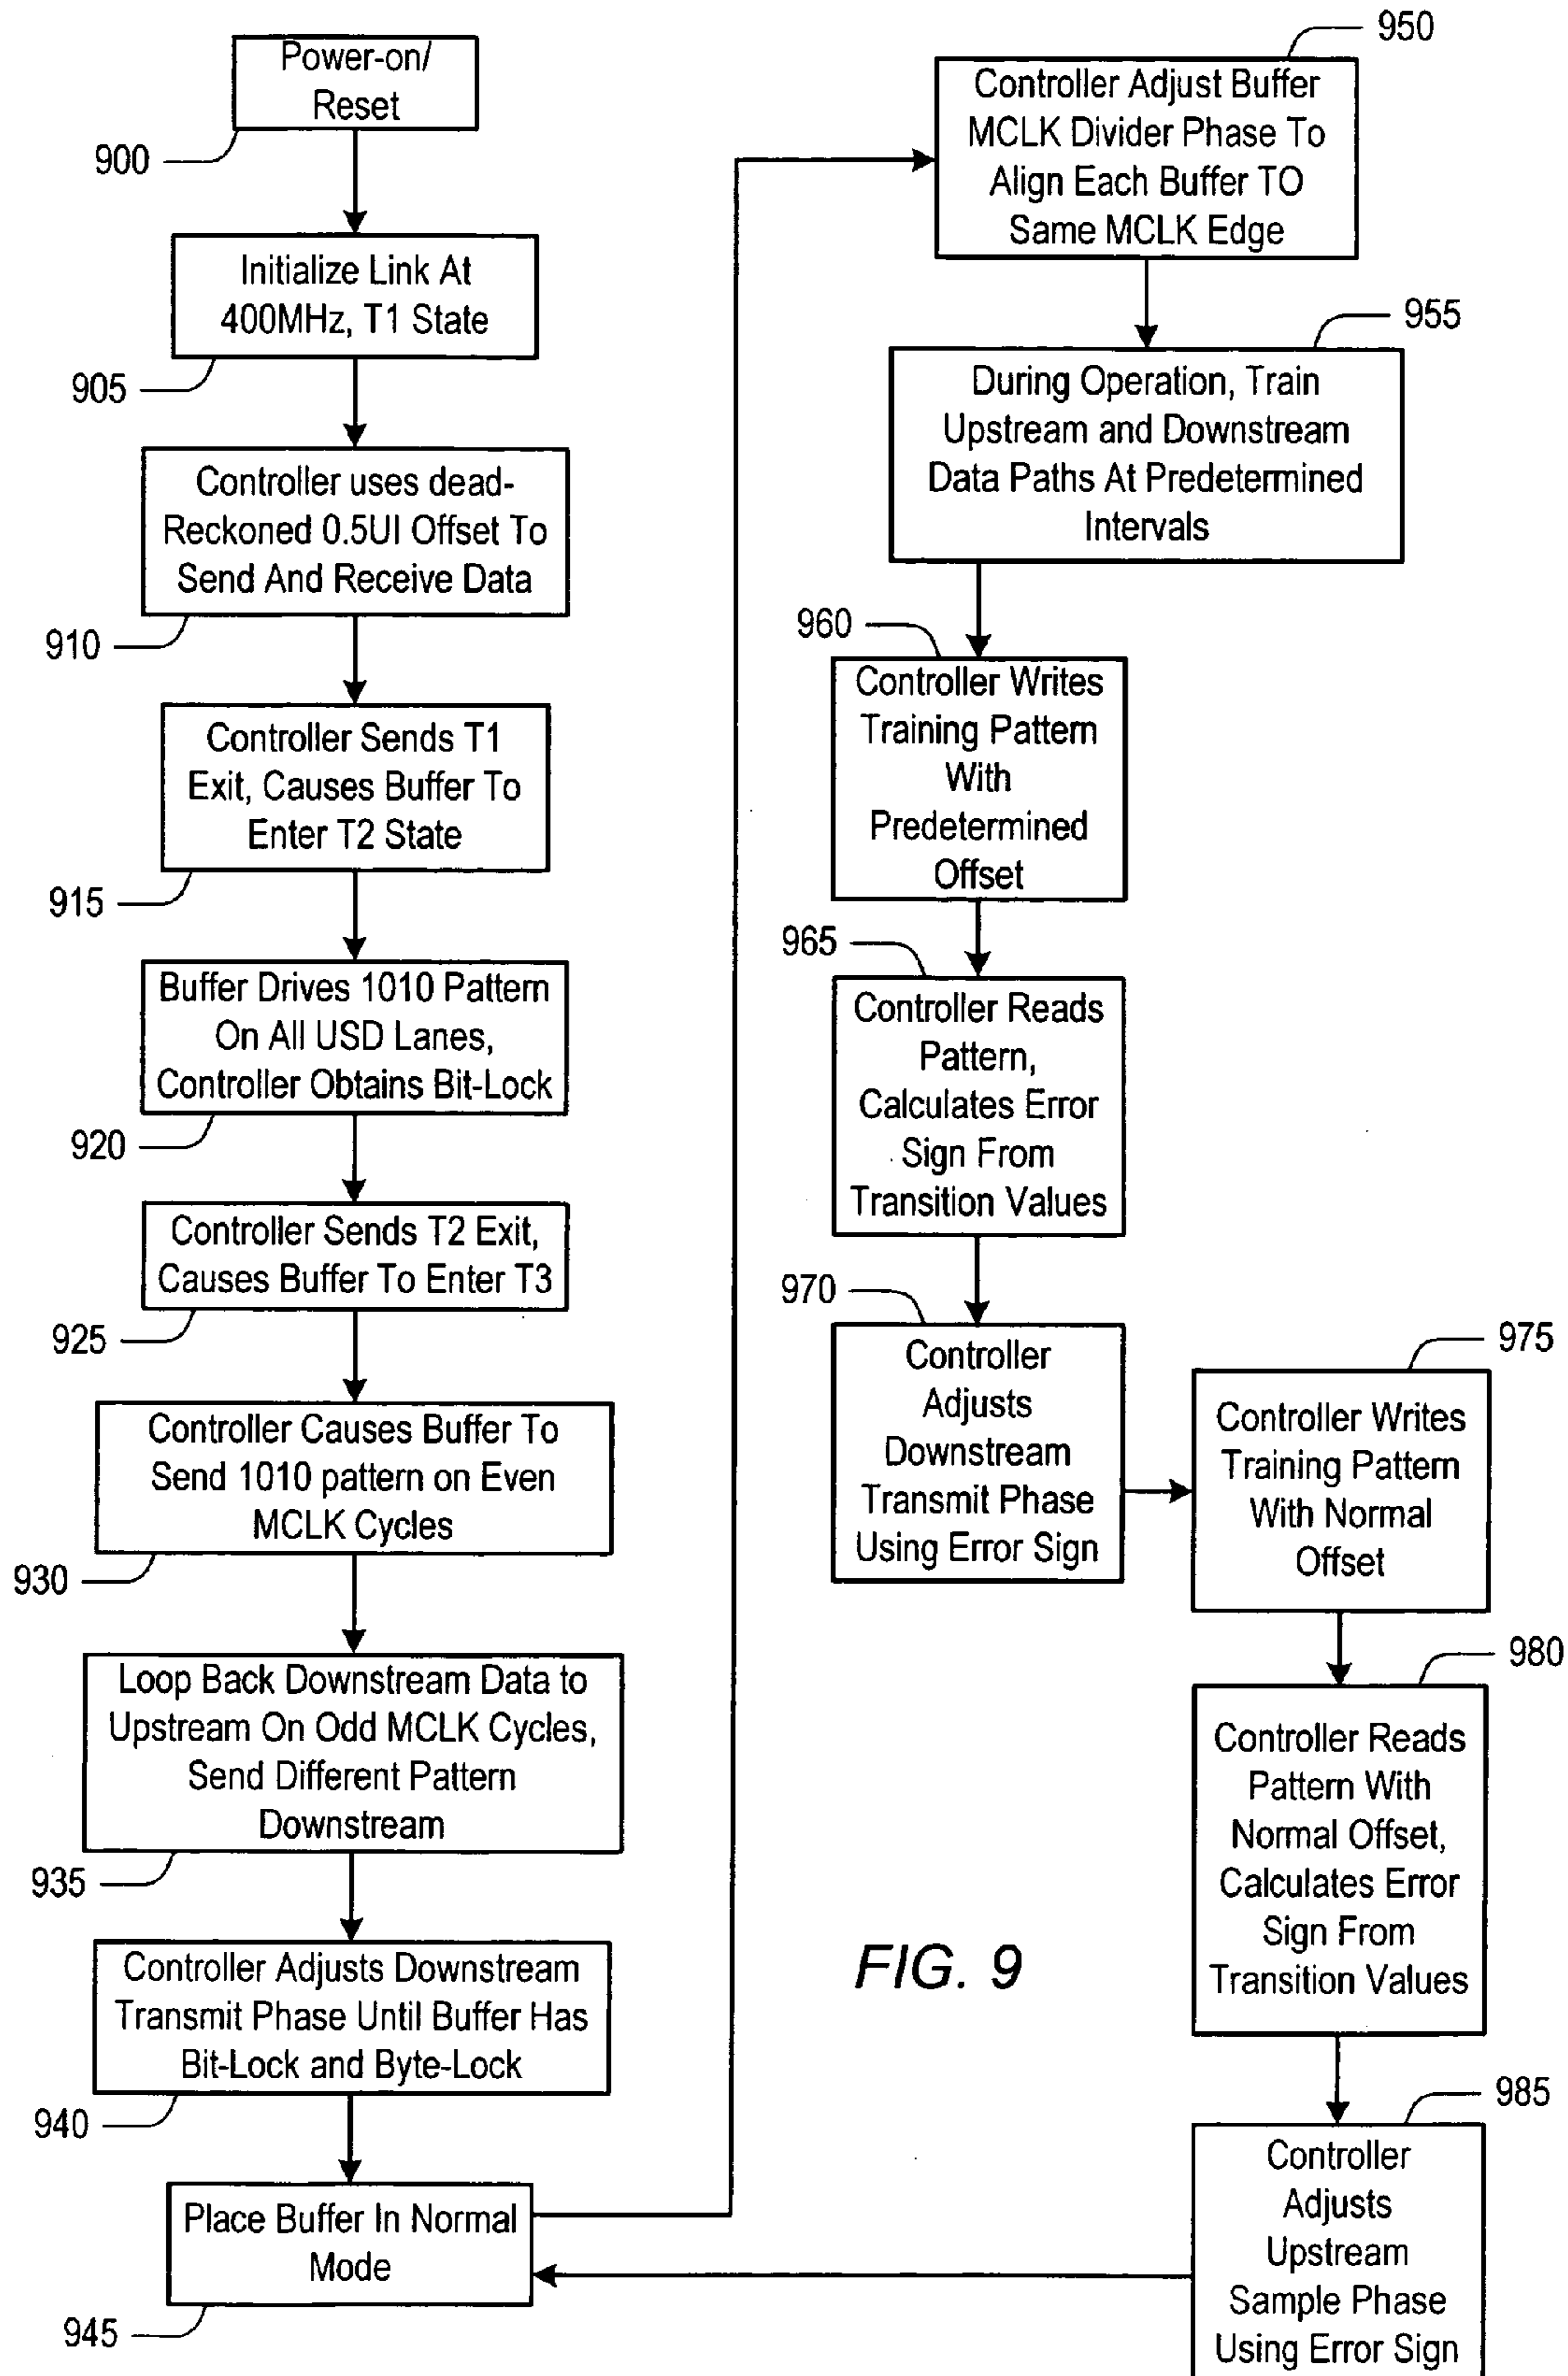 Power-on/
Reset
900
Initialize Link At
400MHz, T1 State
905
Controller uses dead-
Reckoned 0.5UI Offset To
Send And Receive Data
910
Controller Sends T1
Exit, Causes Buffer To
Enter T2 State
915
Buffer Drives 1010 Pattern
On All USD Lanes,
Controller Obtains Bit-Lock
920
Controller Sends T2 Exit,
Causes Buffer To Enter T3
925
Controller Causes Buffer To
Send 1010 pattern on Even
MCLK Cycles
930
Loop Back Downstream Data to
Upstream On Odd MCLK Cycles,
Send Different Pattern
Downstream
935
Controller Adjusts Downstream
Transmit Phase Until Buffer Has
Bit-Lock and Byte-Lock
940
Place Buffer In Normal
Mode
945
950
Controller Adjust Buffer
MCLK Divider Phase To
Align Each Buffer TO
Same MCLK Edge
955
During Operation, Train
Upstream and Downstream
Data Paths At Predetermined
Intervals
960
Controller Writes
Training Pattern
With
Predetermined
Offset
965
Controller Reads
Pattern,
Calculates Error
Sign From
Transition Values
970
Controller
Adjusts
Downstream
Transmit Phase
Using Error Sign
975
Controller Writes
Training Pattern
With Normal
Offset
980
Controller Reads
Pattern With
Normal Offset,
Calculates Error
Sign From
Transition Values
985
Controller
Adjusts
Upstream
Sample Phase
Using Error Sign
FIG. 9